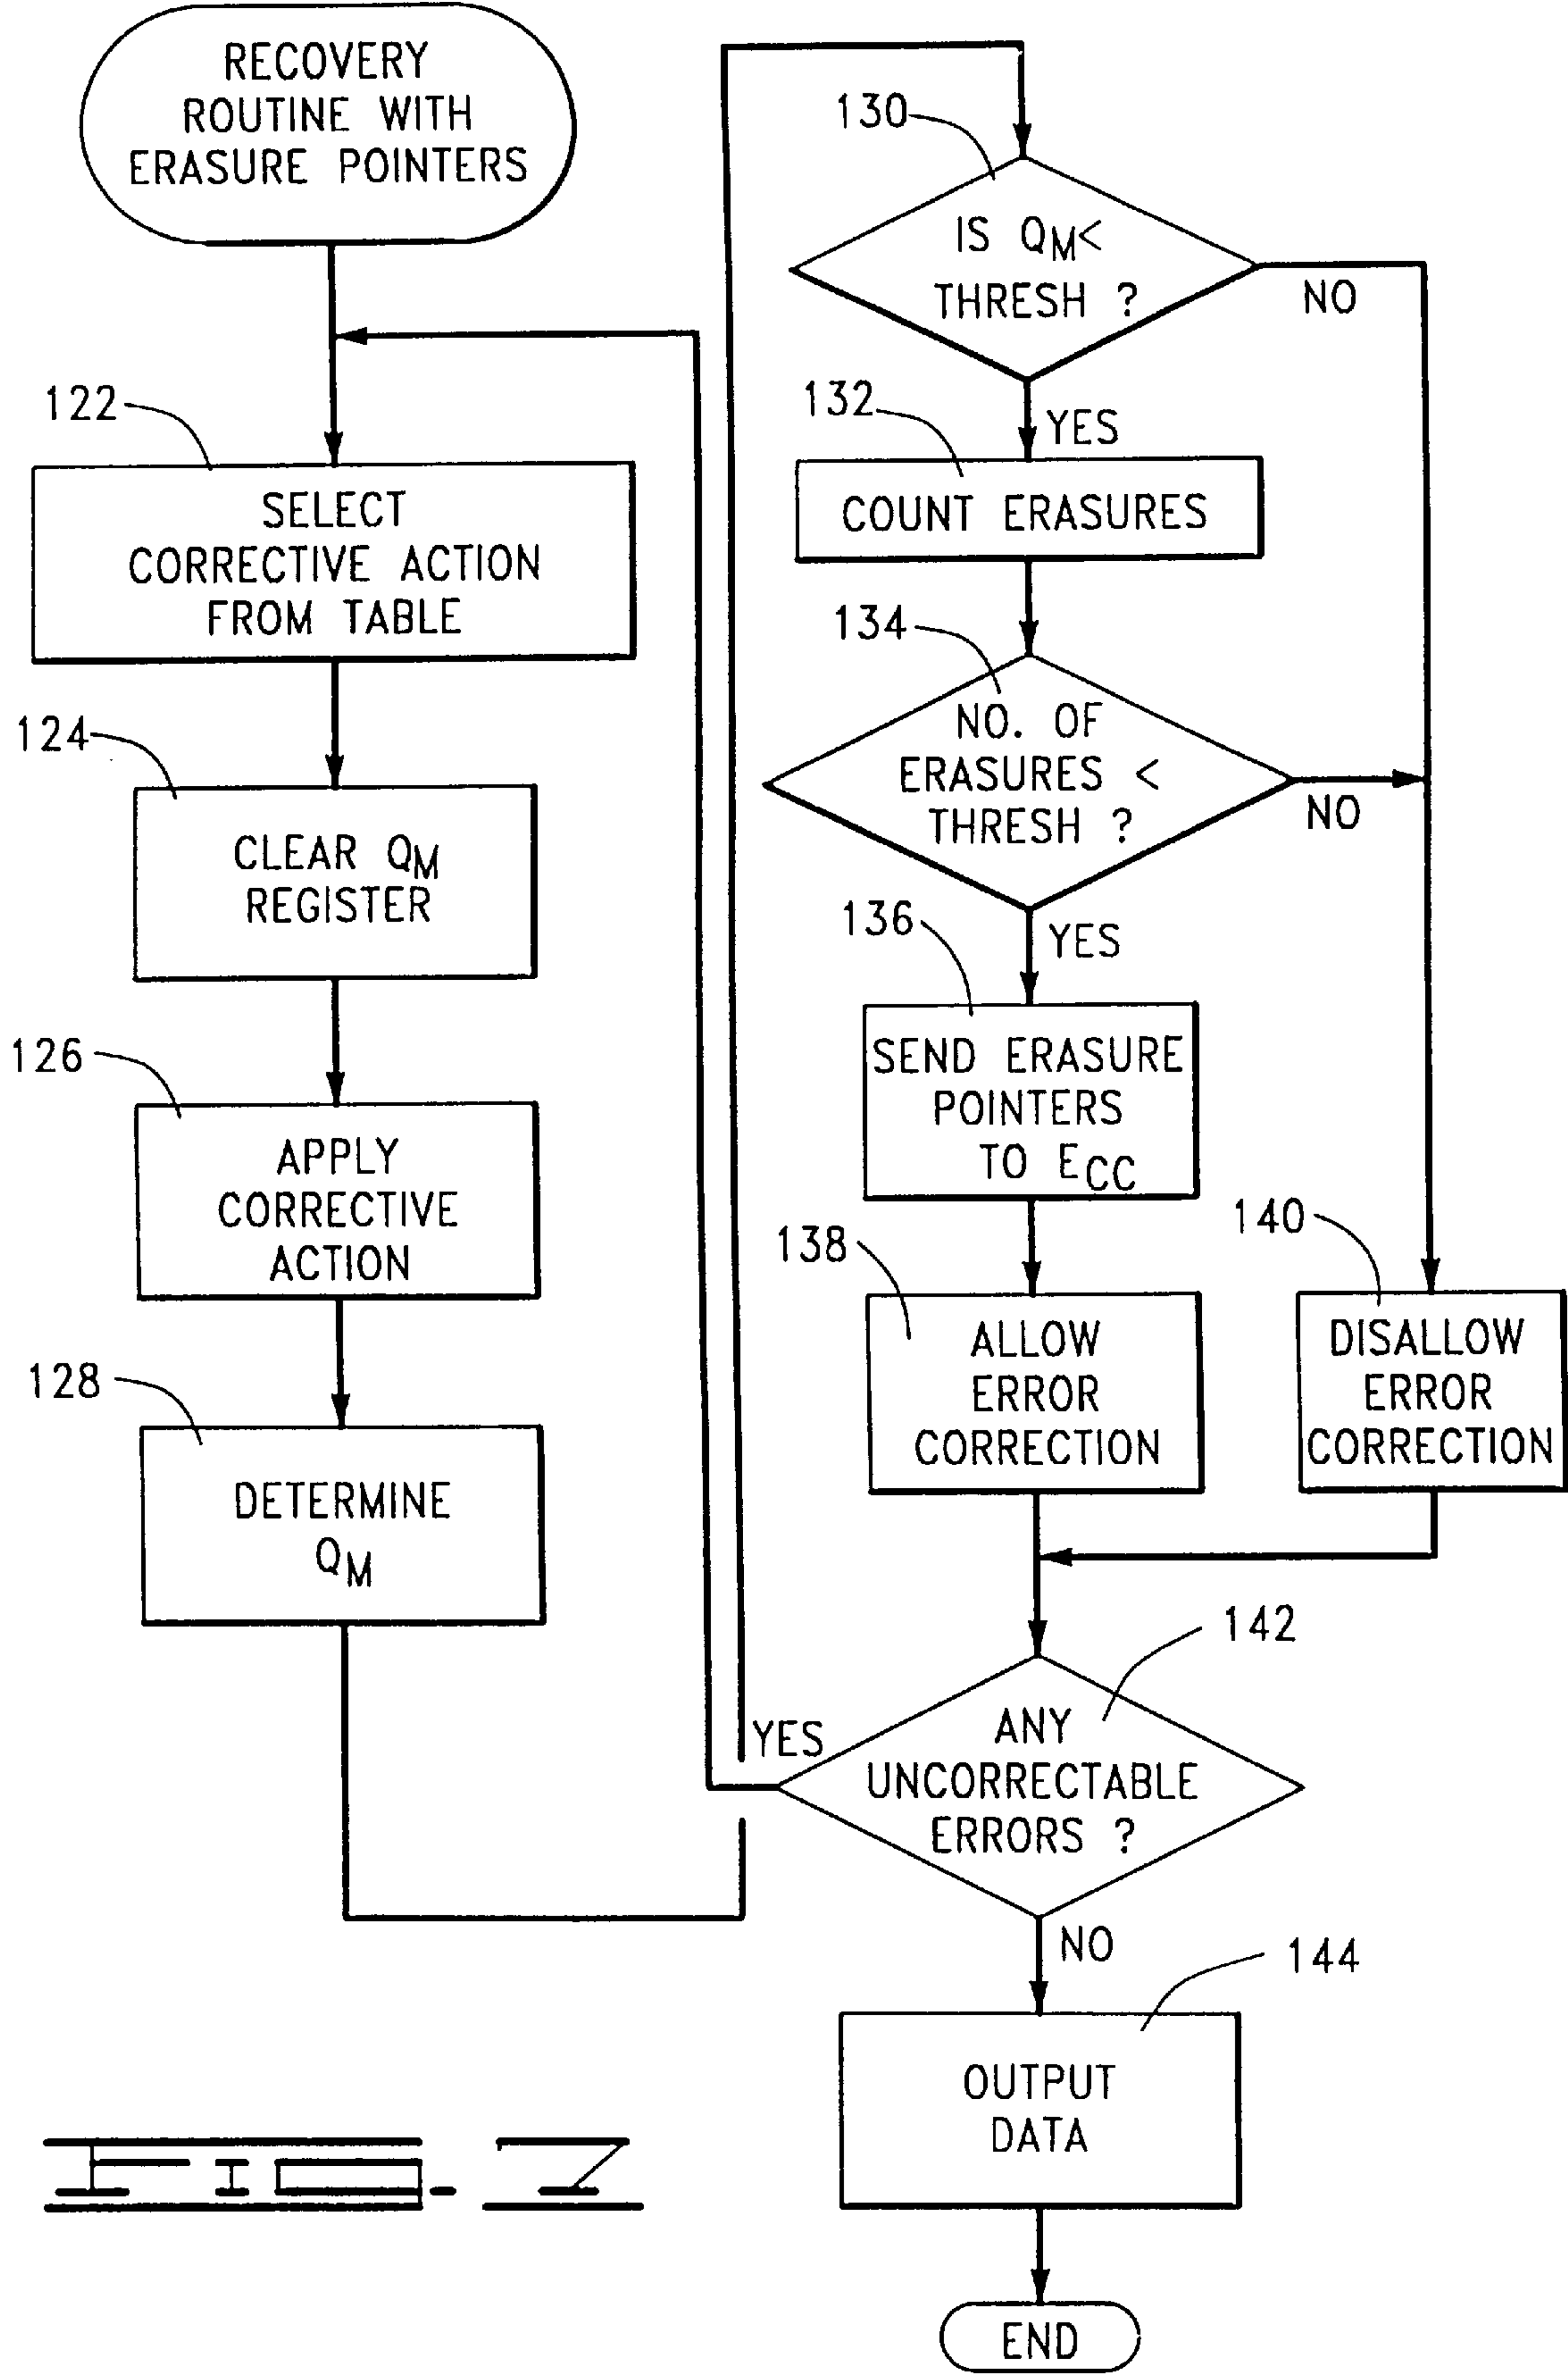 RECOVERY
ROUTINE WITH
ERASURE POINTERS
122
SELECT
CORRECTIVE ACTION
FROM TABLE
124
CLEAR QM
REGISTER
126
APPLY
CORRECTIVE
ACTION
128
DETERMINE
QM
130
IS QM<
THRESH ?
NO
YES
132
COUNT ERASURES
134
NO. OF
ERASURES <
THRESH ?
NO
YES
136
SEND ERASURE
POINTERS
TO ECC
138
ALLOW
ERROR
CORRECTION
140
DISALLOW
ERROR
CORRECTION
142
YES
ANY
UNCORRECTABLE
ERRORS ?
NO
144
OUTPUT
DATA
END
FIG. 7